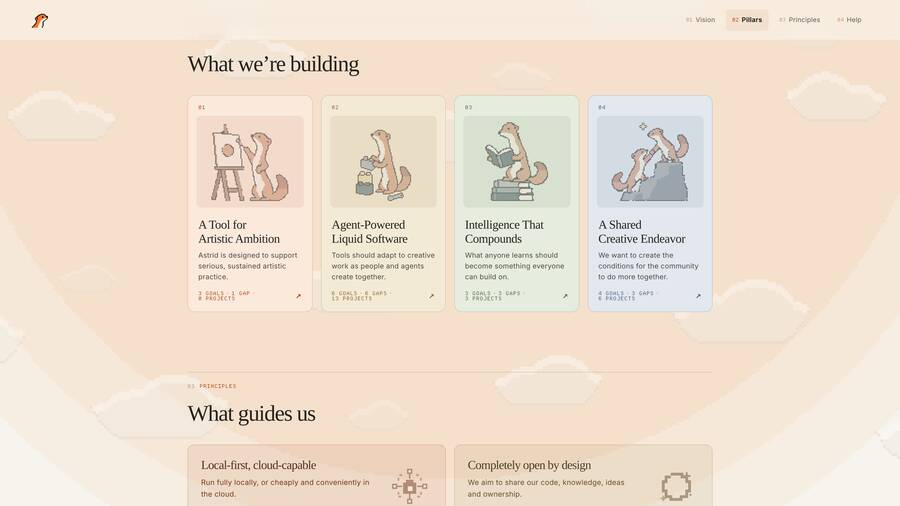 01 Vision
02 Pillars
03 Principles
04 Help
What we’re building
01
A Tool for
Artistic Ambition
Astrid is designed to support
serious, sustained artistic
practice.
3 GOALS · 1 GAP ·
8 PROJECTS
02
Agent-Powered
Liquid Software
Tools should adapt to creative
work as people and agents
create together.
6 GOALS · 6 GAPS ·
13 PROJECTS
03
Intelligence That
Compounds
What anyone learns should
become something everyone
can build on.
3 GOALS · 3 GAPS ·
3 PROJECTS
04
A Shared
Creative Endeavor
We want to create the
conditions for the community
to do more together.
4 GOALS · 3 GAPS ·
6 PROJECTS
03 PRINCIPLES
What guides us
Local-first, cloud-capable
Run fully locally, or cheaply and conveniently in
the cloud.
Completely open by design
We aim to share our code, knowledge, ideas
and ownership.